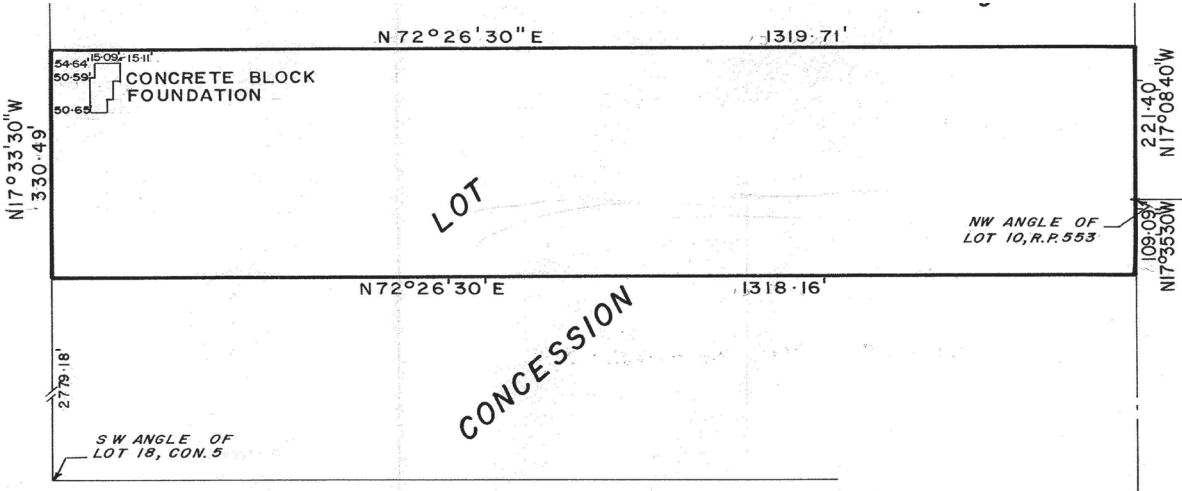 N72°26'30"E 1319·71'
54·64' 15·09' 15·11'
50·59'
50·65'
CONCRETE BLOCK
FOUNDATION
N17°33'30"W
330·49'
221·40'
N17°08'40"W
LOT
NW ANGLE OF
LOT 10, R.P. 553
109·09'
N17°35'30W
N72°26'30"E 1318·16'
CONCESSION
2779·18'
SW ANGLE OF
LOT 18, CON. 5